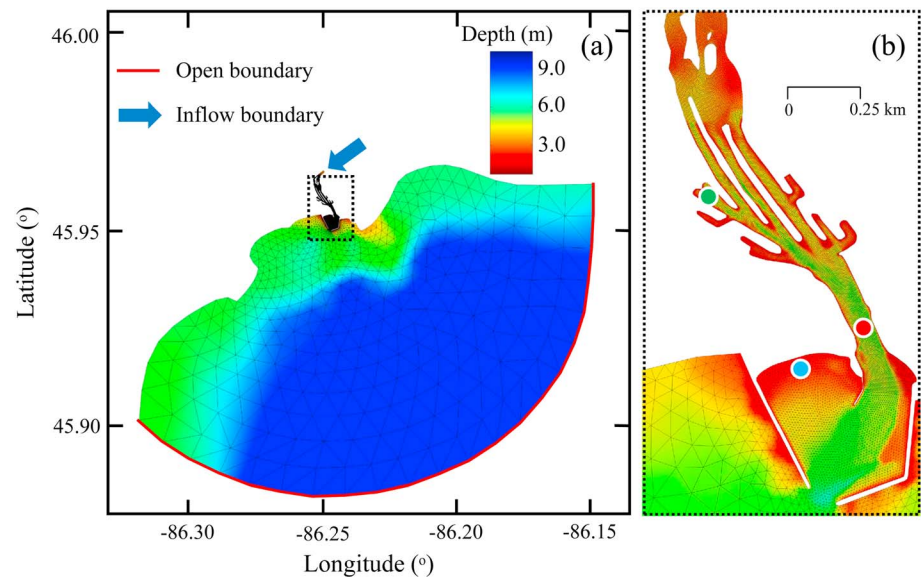 46.00
45.95
45.90
Latitude (o)
Open boundary
Inflow boundary
Depth (m)
9.0
6.0
3.0
(a)
-86.30
-86.25
-86.20
-86.15
Longitude (o)
(b)
0
0.25 km